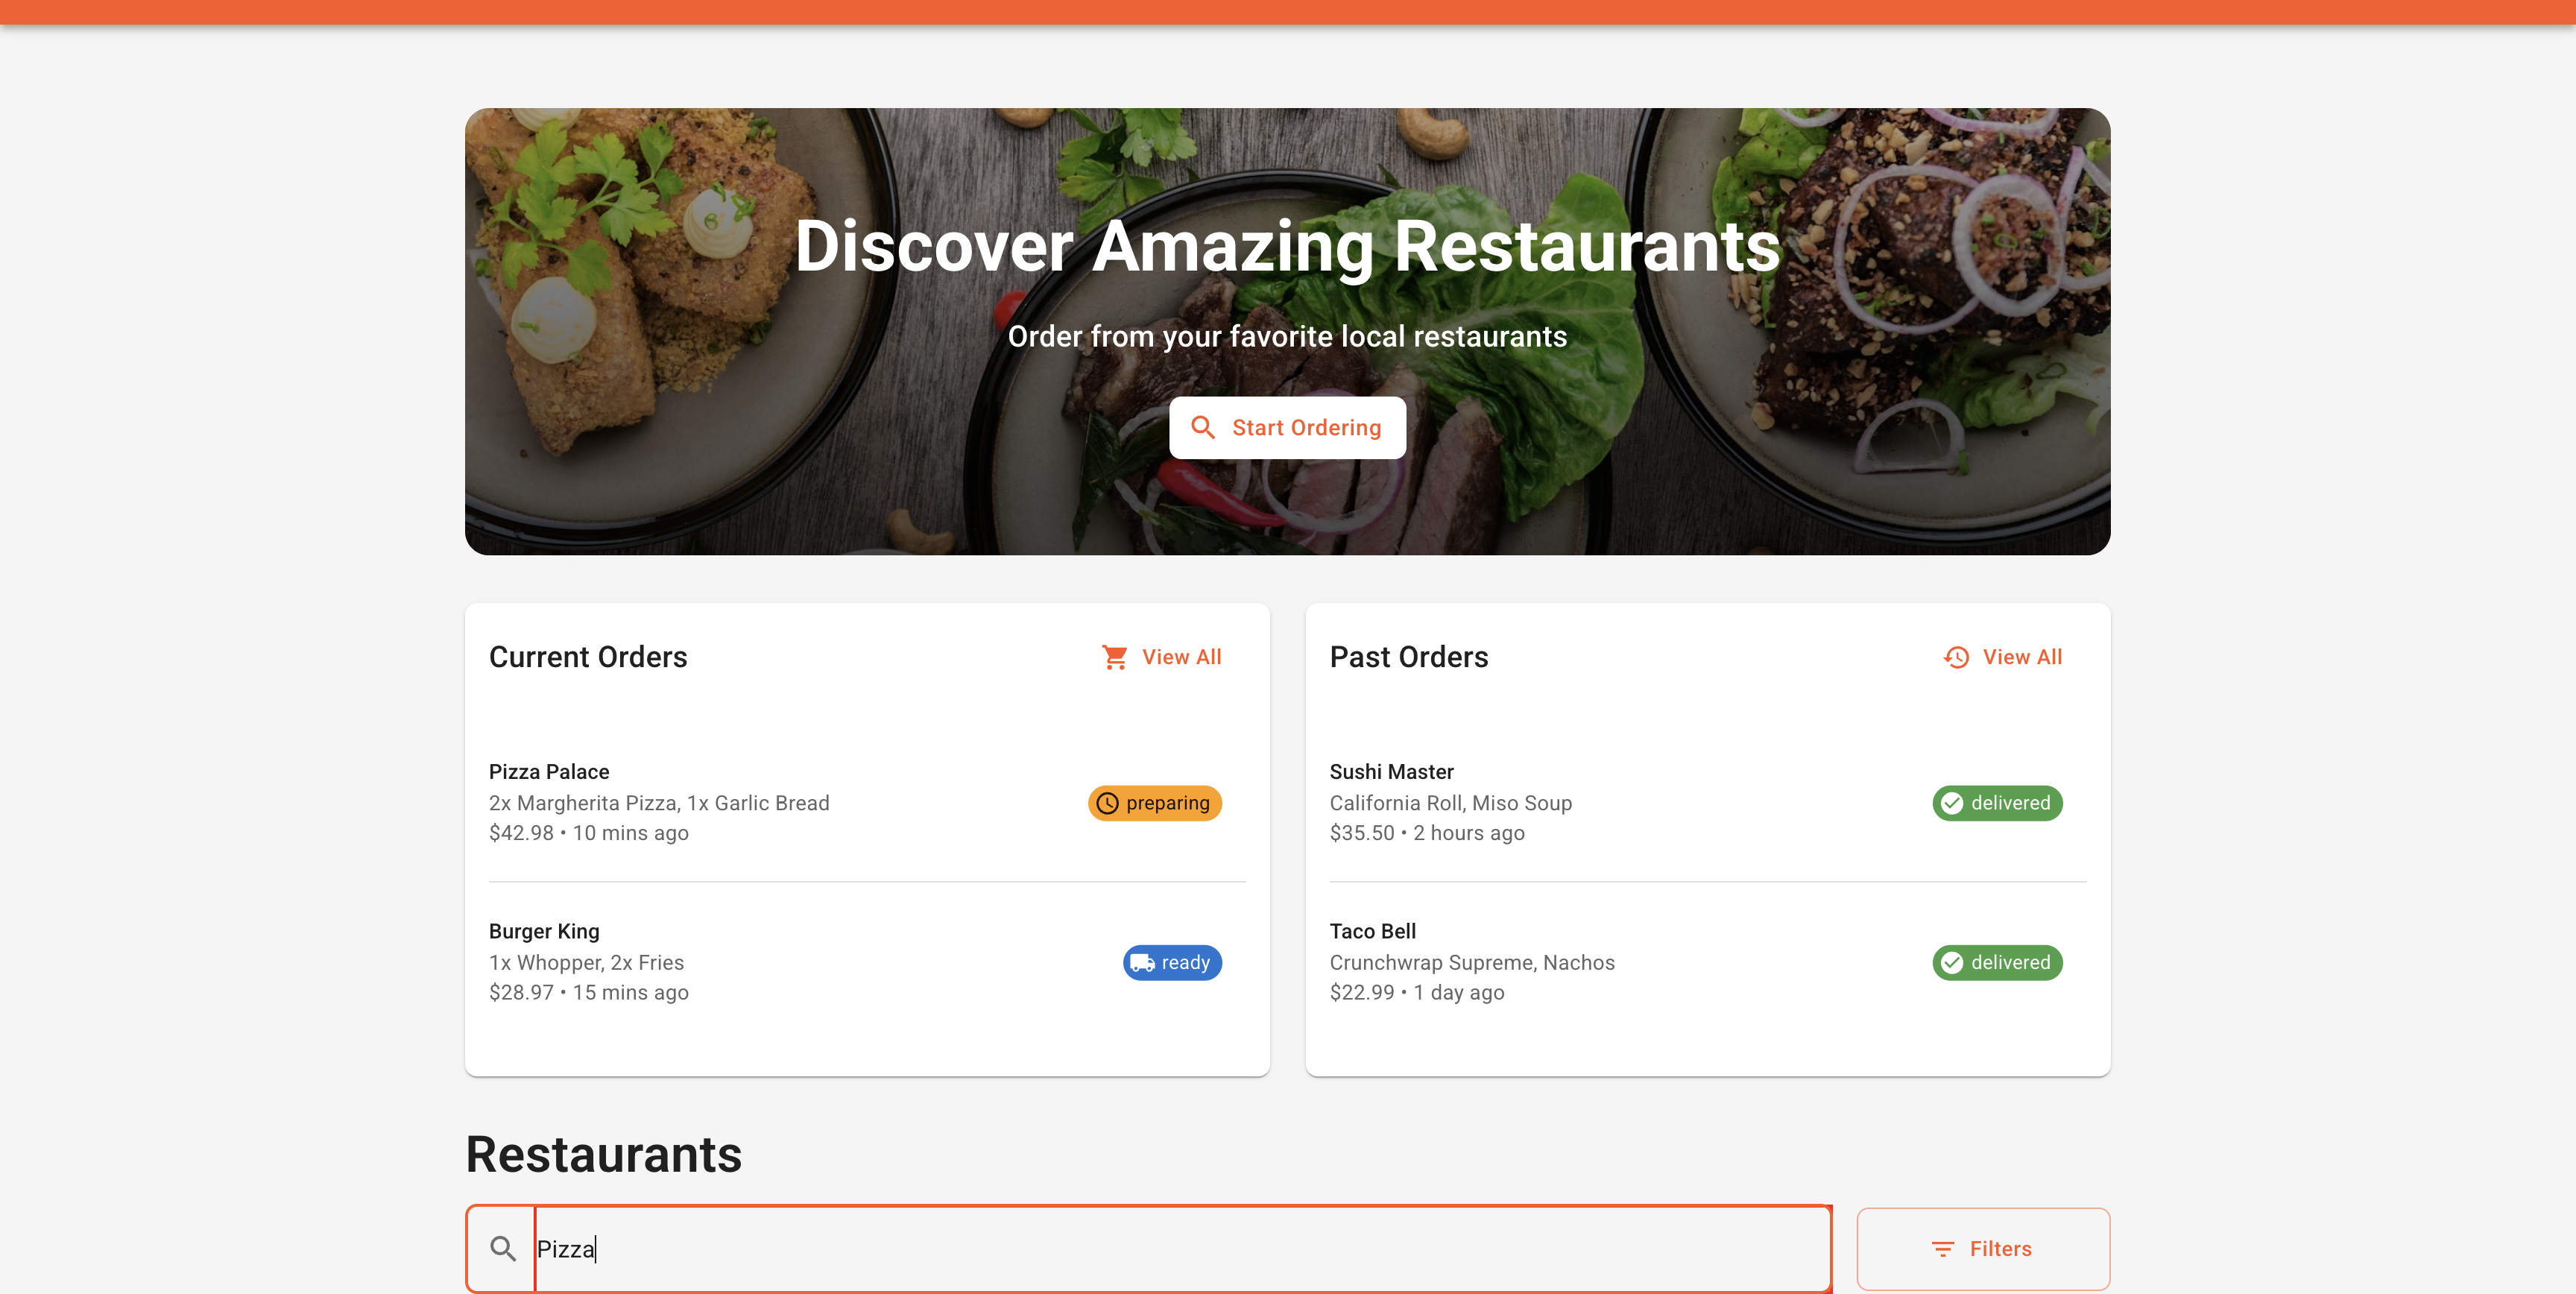 Discover Amazing Restaurants
Order from your favorite local restaurants
Start Ordering
Current Orders
View All
Pizza Palace
2x Margherita Pizza, 1x Garlic Bread
$42.98 • 10 mins ago
preparing
Burger King
1x Whopper, 2x Fries
$28.97 • 15 mins ago
ready
Past Orders
View All
Sushi Master
California Roll, Miso Soup
$35.50 • 2 hours ago
delivered
Taco Bell
Crunchwrap Supreme, Nachos
$22.99 • 1 day ago
delivered
Restaurants
Pizza
Filters